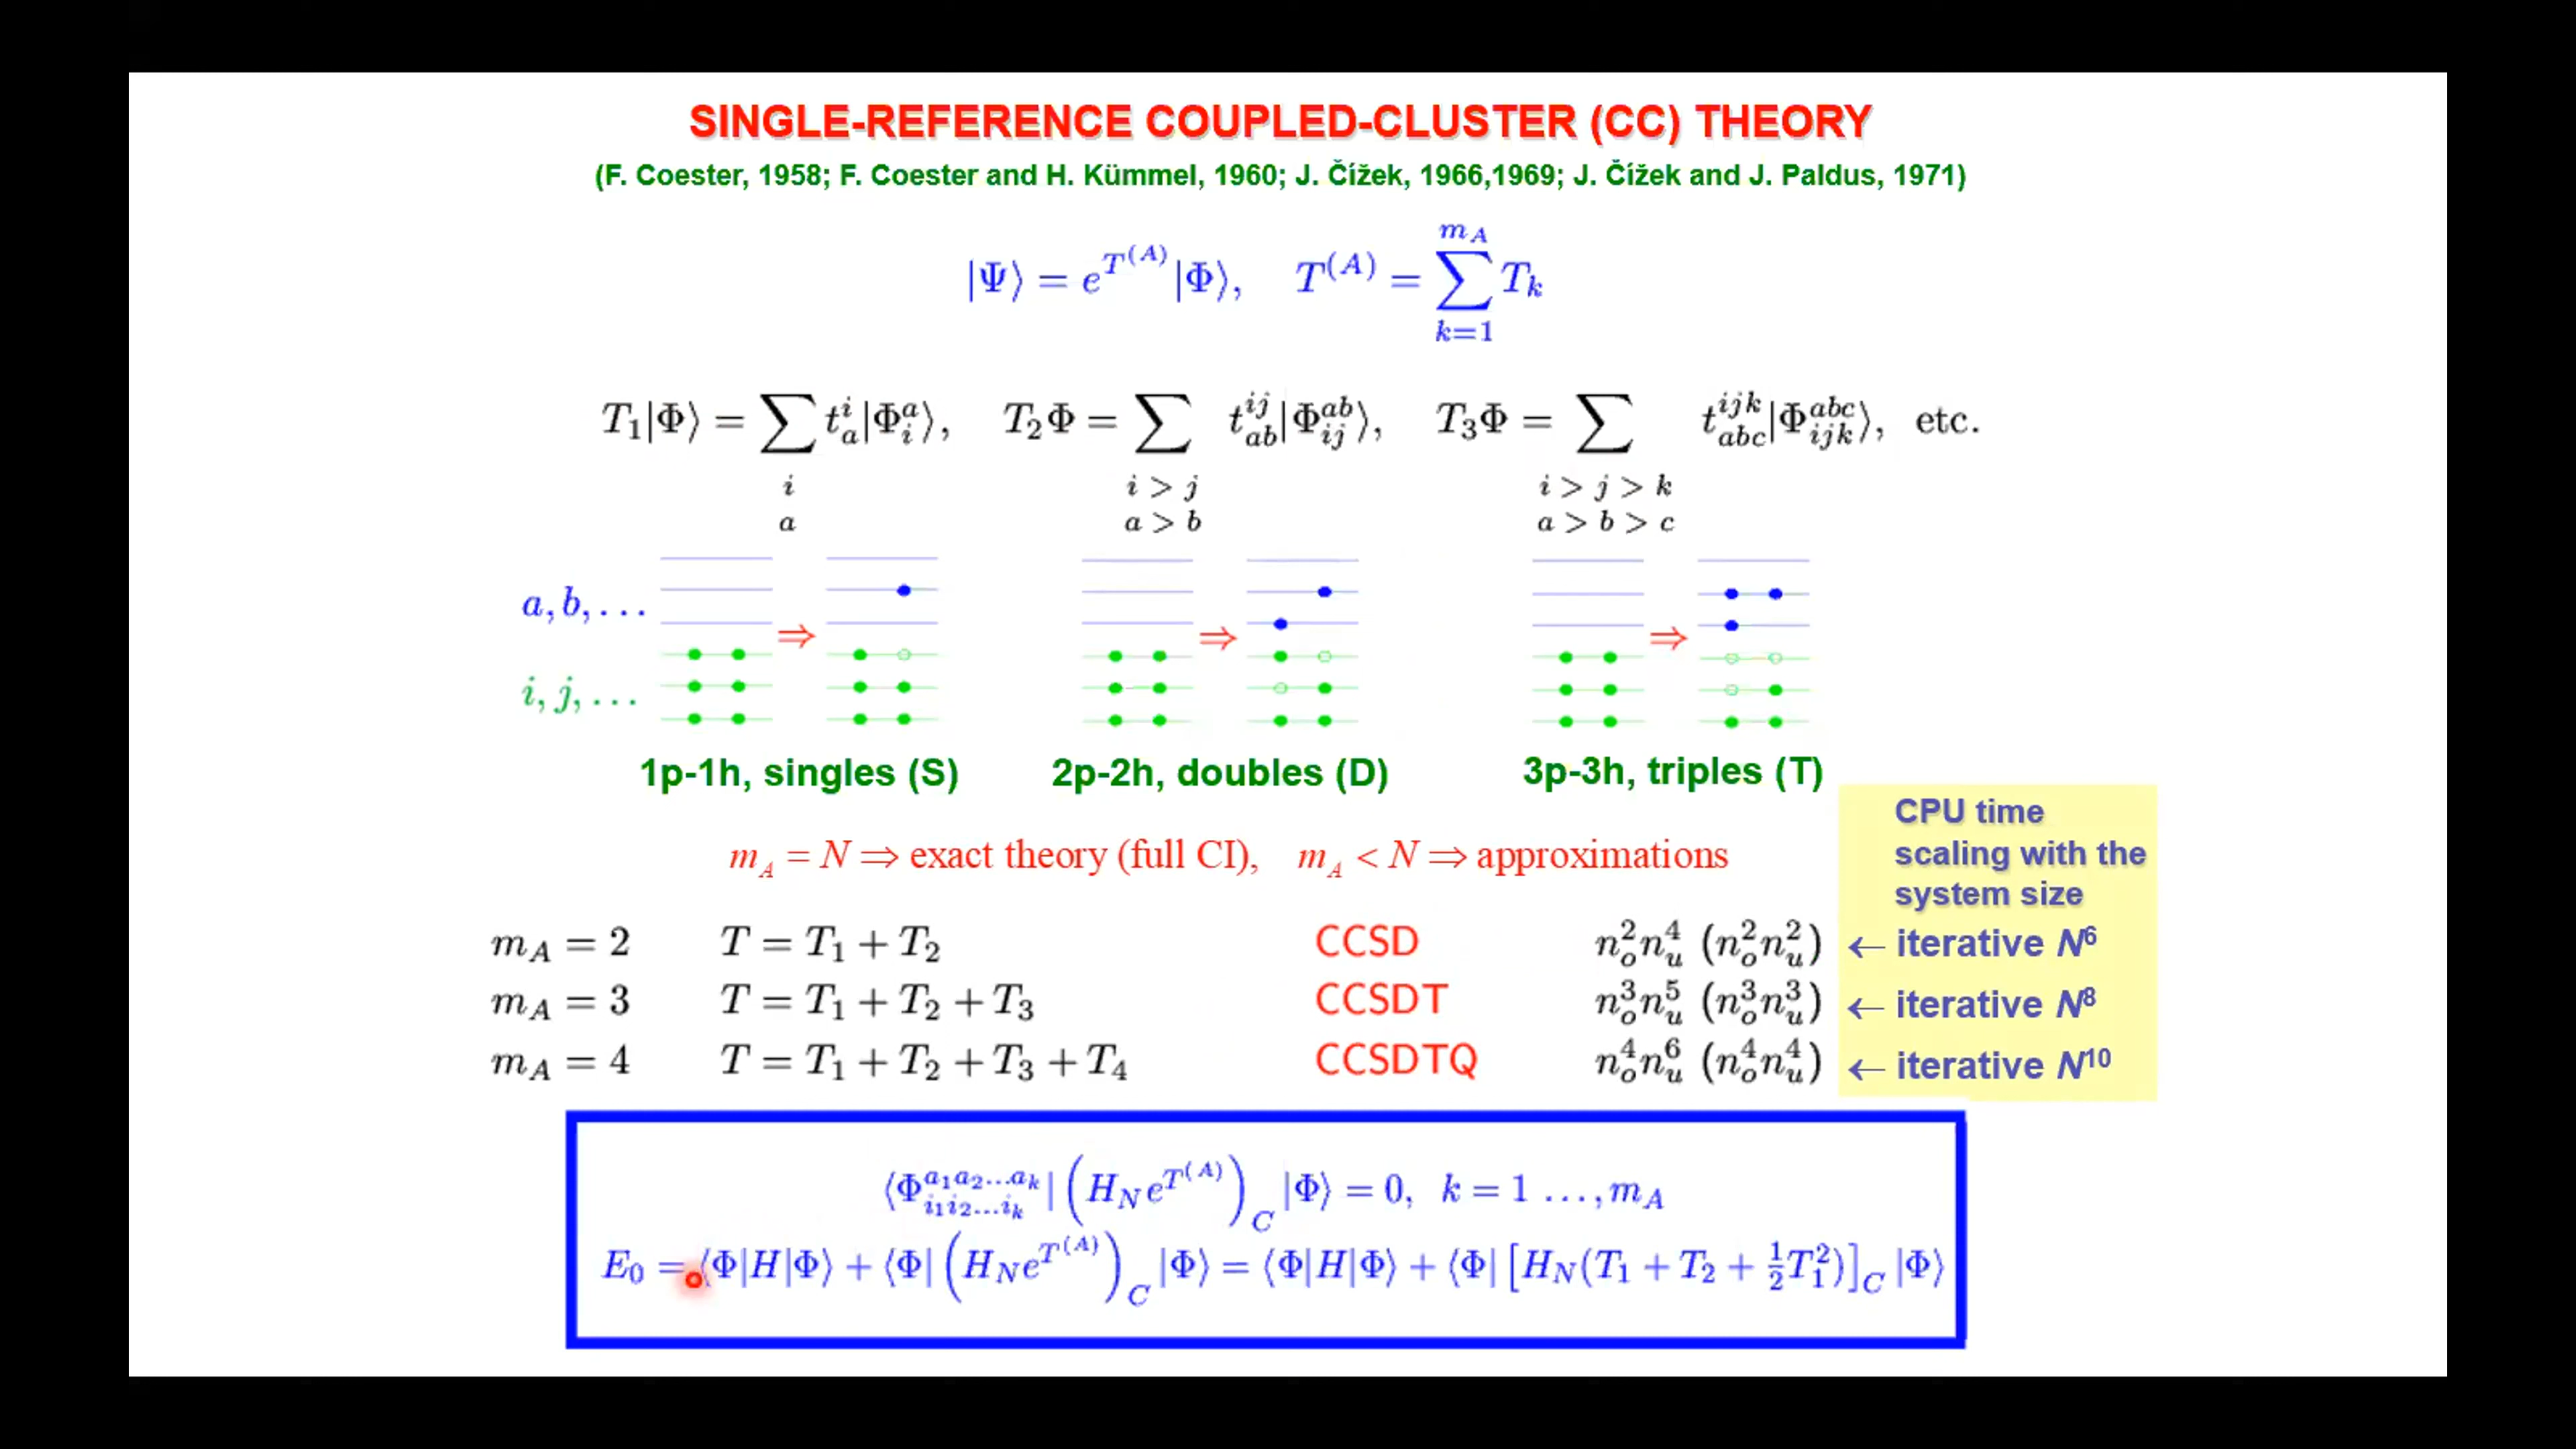 SINGLE-REFERENCE COUPLED-CLUSTER (CC) THEORY
(F. Coester, 1958; F. Coester and H. Kümmel, 1960; J. Čížek, 1966,1969; J. Čížek and J. Paldus, 1971)
|Ψ⟩ = e^{T^{(A)}}|Φ⟩, T^{(A)} = ∑_{k=1}^{m_A} T_k
T_1|Φ⟩ = ∑_{i a} t_a^i|Φ_i^a⟩, T_2Φ = ∑_{i > j a > b} t_{ab}^{ij}|Φ_{ij}^{ab}⟩, T_3Φ = ∑_{i > j > k a > b > c} t_{abc}^{ijk}|Φ_{ijk}^{abc}⟩, etc.
a, b, . . .
i, j, . . .
1p-1h, singles (S) 2p-2h, doubles (D) 3p-3h, triples (T)
m_A = N ⇒ exact theory (full CI), m_A < N ⇒ approximations
CPU time
scaling with the
system size
m_A = 2 T = T_1 + T_2 CCSD n_o^2n_u^4 (n_o^2n_u^2) ← iterative N^6
m_A = 3 T = T_1 + T_2 + T_3 CCSDT n_o^3n_u^5 (n_o^3n_u^3) ← iterative N^8
m_A = 4 T = T_1 + T_2 + T_3 + T_4 CCSDTQ n_o^4n_u^6 (n_o^4n_u^4) ← iterative N^{10}
⟨Φ_{i_1i_2...i_k}^{a_1a_2...a_k}| (H_N e^{T^{(A)}})_C |Φ⟩ = 0, k = 1 . . . , m_A
E_0 = ⟨Φ|H|Φ⟩ + ⟨Φ| (H_N e^{T^{(A)}})_C |Φ⟩ = ⟨Φ|H|Φ⟩ + ⟨Φ| [H_N(T_1 + T_2 + ½T_1^2)]_C |Φ⟩